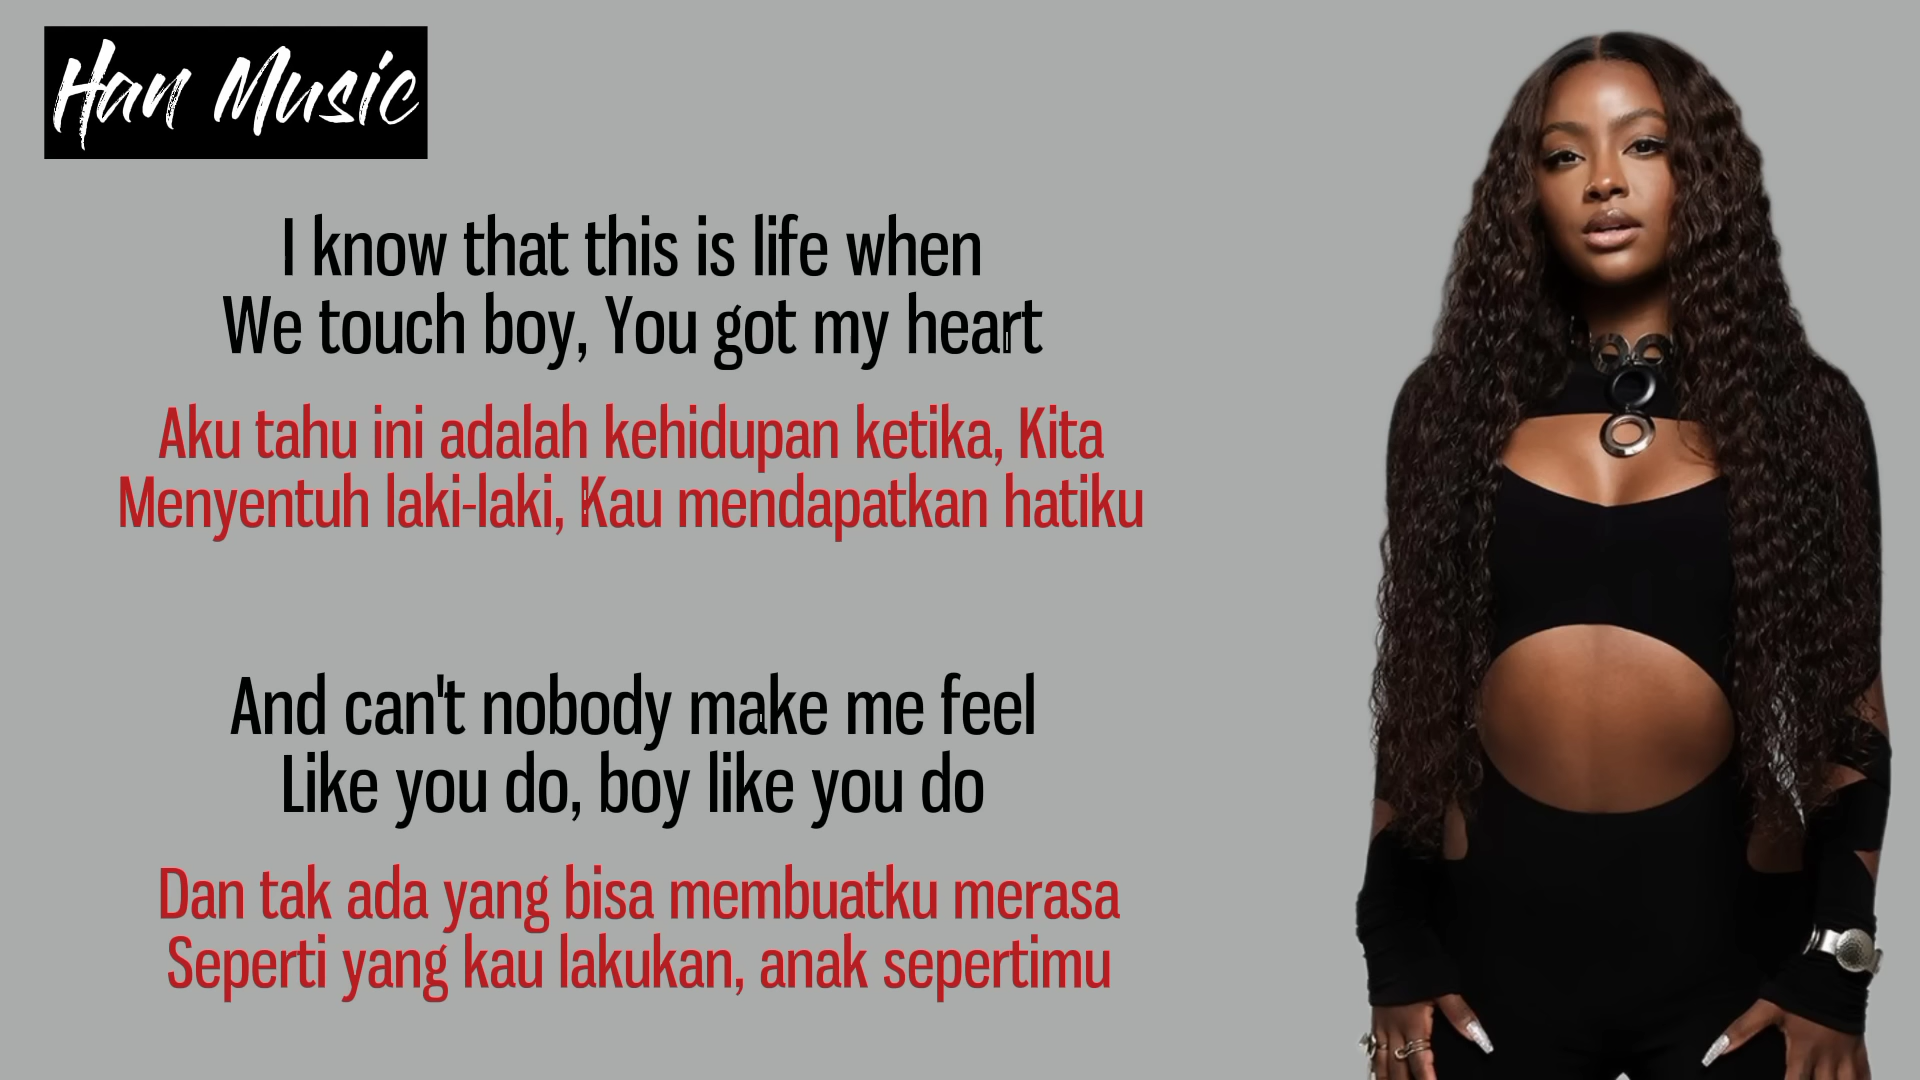 Han Music
I know that this is life when
We touch boy, You got my heart
Aku tahu ini adalah kehidupan ketika, Kita
Menyentuh laki-laki, Kau mendapatkan hatiku
And can't nobody make me feel
Like you do, boy like you do
Dan tak ada yang bisa membuatku merasa
Seperti yang kau lakukan, anak sepertimu